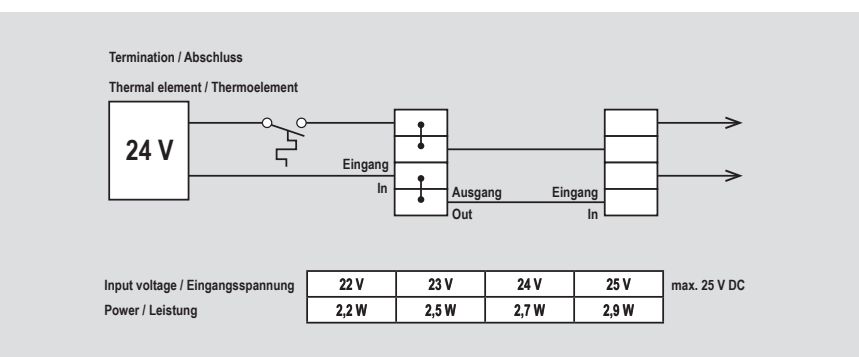 Termination / Abschluss
Thermal element / Thermoelement
24 V
Eingang
In
Ausgang
Out
Eingang
In
Input voltage / Eingangsspannung 22 V 23 V 24 V 25 V max. 25 V DC
Power / Leistung 2,2 W 2,5 W 2,7 W 2,9 W